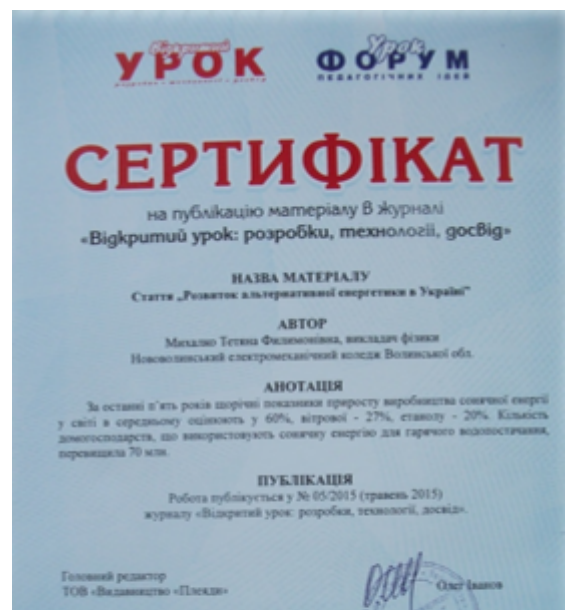 Відкритий
УРОК
розробки • технології • досвід
Урок
ФОРУМ
ПЕДАГОГІЧНИХ ІДЕЙ
СЕРТИФІКАТ
на публікацію матеріалу в журналі
«Відкритий урок: розробки, технології, досвід»
НАЗВА МАТЕРІАЛУ
Стаття „Розвиток альтернативної енергетики в Україні”
АВТОР
Михалко Тетяна Филимонівна, викладач фізики
Нововолинський електромеханічний коледж Волинської обл.
АНОТАЦІЯ
За останні п'ять років щорічні показники приросту виробництва сонячної енергії
у світі в середньому оцінюють у 60%, вітрової - 27%, етанолу - 20%. Кількість
домогосподарств, що використовують сонячну енергію для гарячого водопостачання,
перевищила 70 млн.
ПУБЛІКАЦІЯ
Робота публікується у № 05/2015 (травень 2015)
журналу «Відкритий урок: розробки, технології, досвід».
Головний редактор
ТОВ «Видавництво «Плеяди»
Олег Іванов